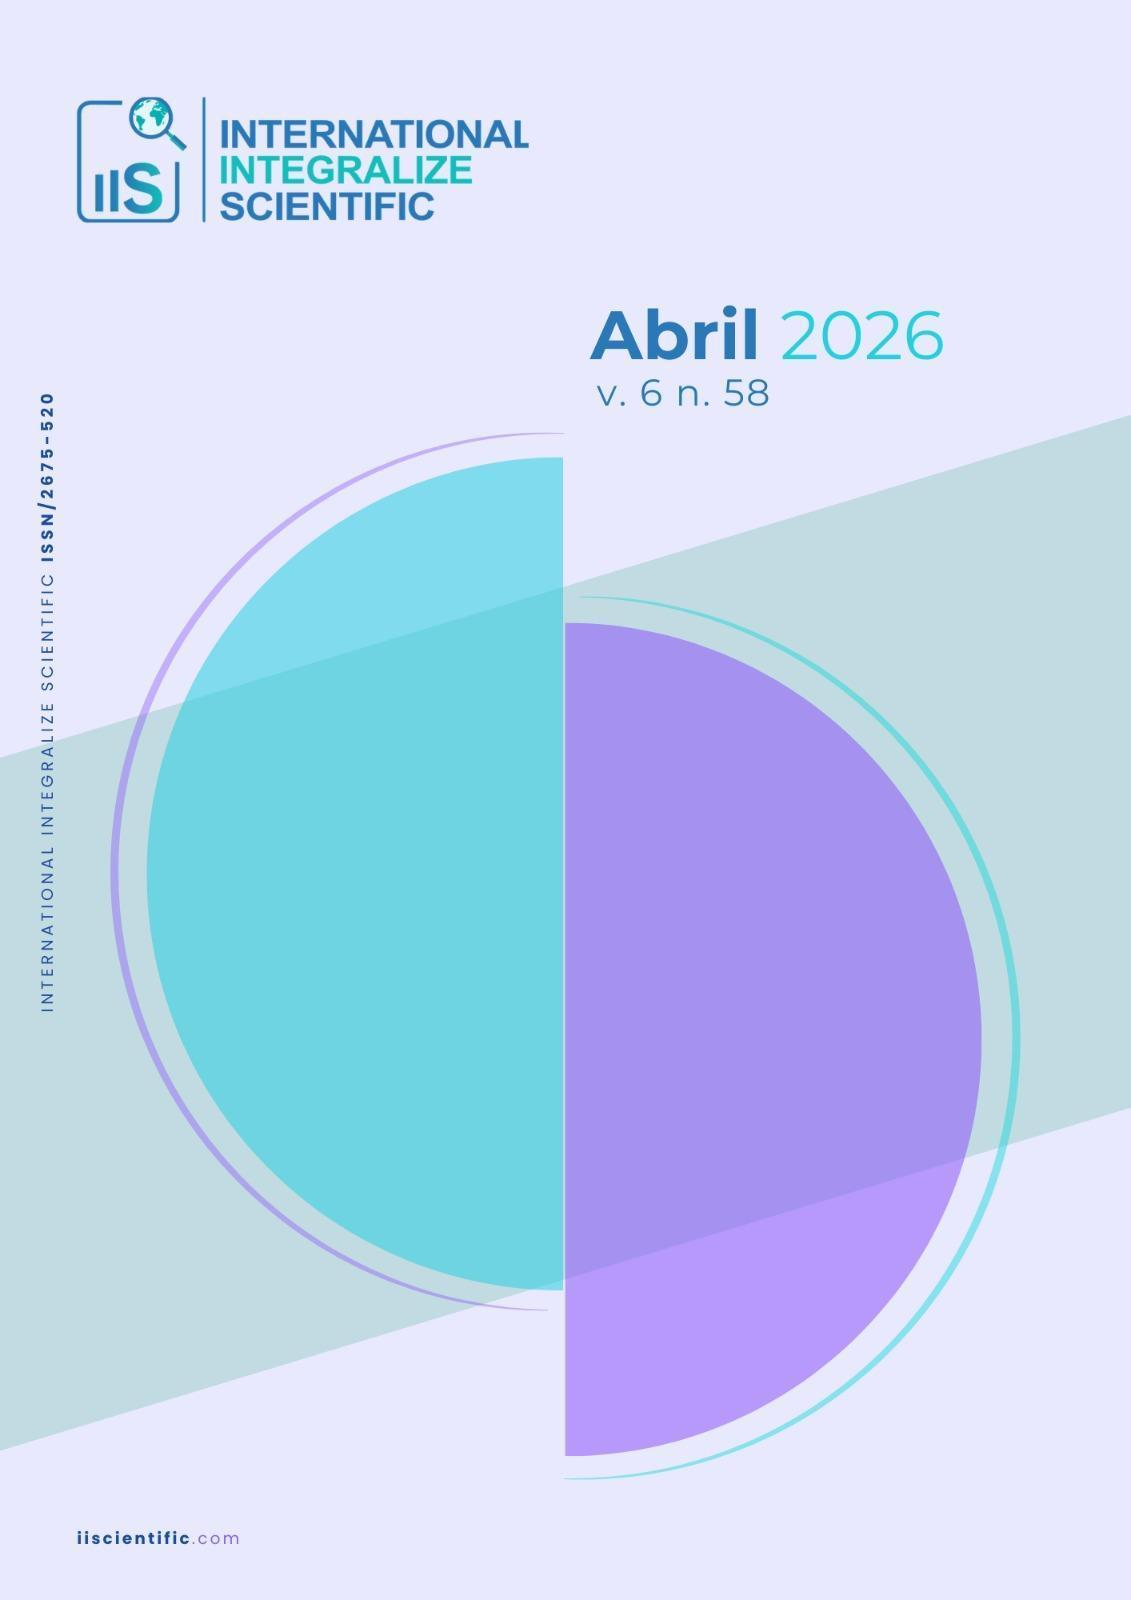 iiS
INTERNATIONAL
INTEGRALIZE
SCIENTIFIC
Abril 2026
v. 6 n. 58
INTERNATIONAL INTEGRALIZE SCIENTIFIC ISSN/2675-520
iiscientific.com